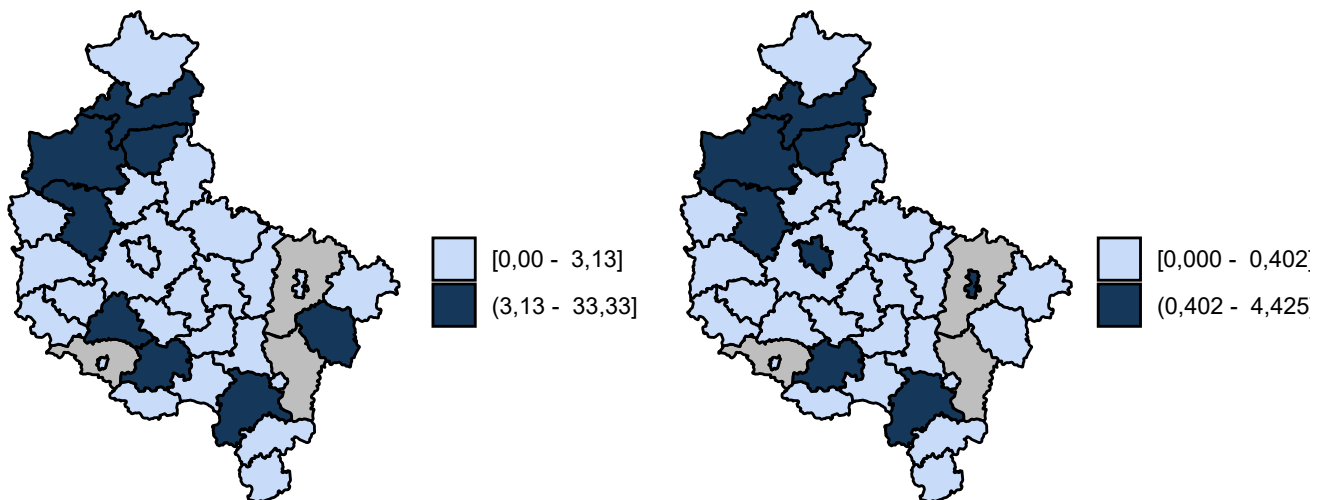 [0,00 - 3,13]
(3,13 - 33,33]
[0,000 - 0,402]
(0,402 - 4,425]